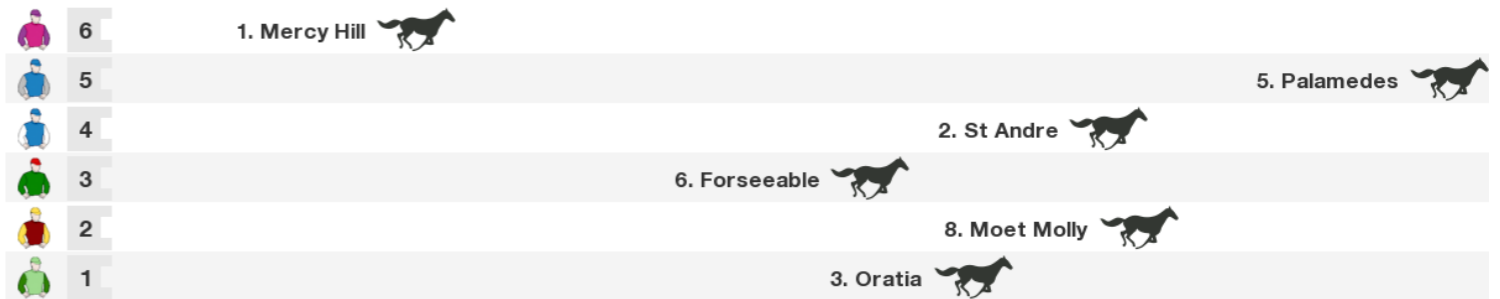 6 1. Mercy Hill
5 5. Palamedes
4 2. St Andre
3 6. Forseeable
2 8. Moet Molly
1 3. Oratia